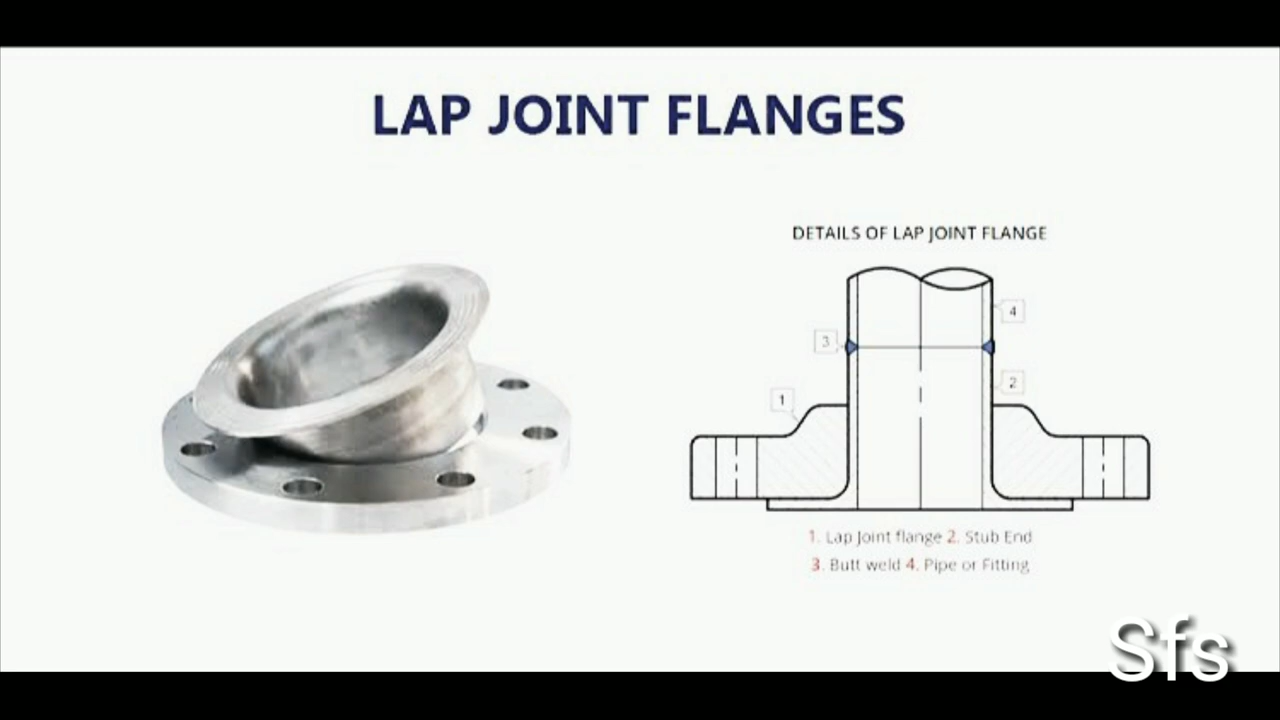 LAP JOINT FLANGES
DETAILS OF LAP JOINT FLANGE
4
3
2
1
1. Lap Joint flange 2. Stub End
3. Butt weld 4. Pipe or Fitting
Sfs